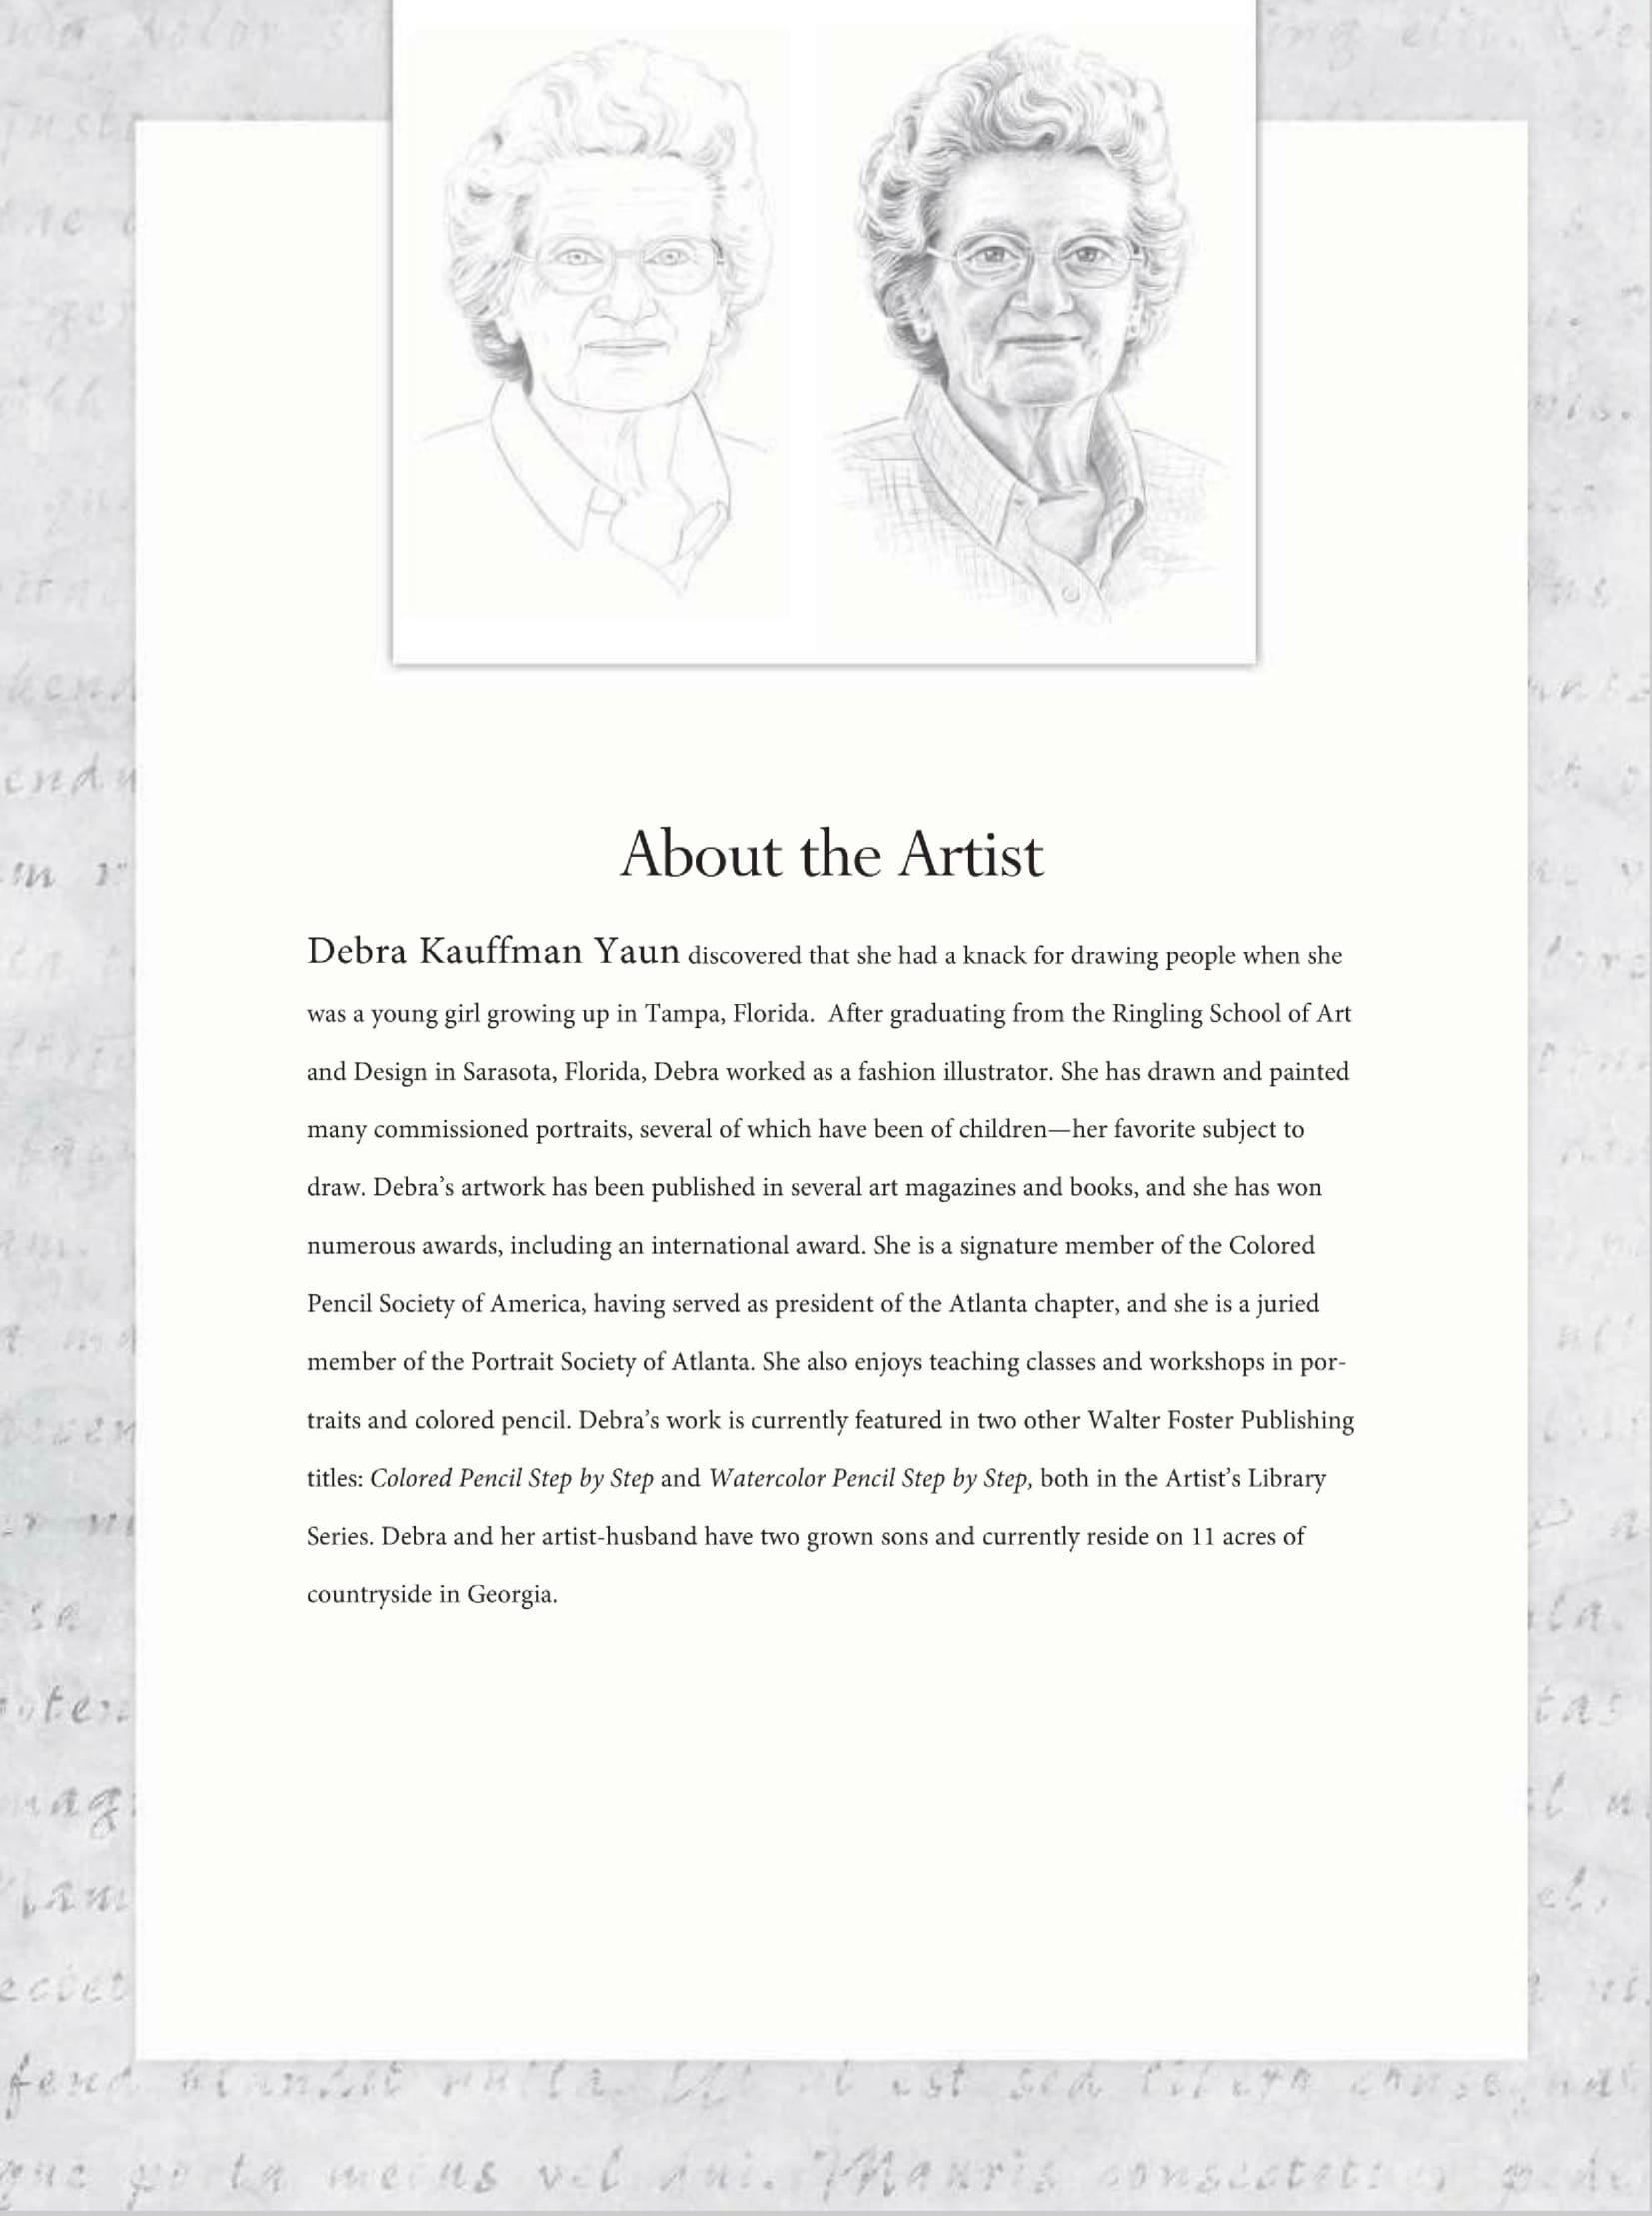 About the Artist
Debra Kauffman Yaun discovered that she had a knack for drawing people when she
was a young girl growing up in Tampa, Florida.  After graduating from the Ringling School of Art
and Design in Sarasota, Florida, Debra worked as a fashion illustrator. She has drawn and painted
many commissioned portraits, several of which have been of children—her favorite subject to
draw. Debra’s artwork has been published in several art magazines and books, and she has won
numerous awards, including an international award. She is a signature member of the Colored
Pencil Society of America, having served as president of the Atlanta chapter, and she is a juried
member of the Portrait Society of Atlanta. She also enjoys teaching classes and workshops in por-
traits and colored pencil. Debra’s work is currently featured in two other Walter Foster Publishing
titles: Colored Pencil Step by Step and Watercolor Pencil Step by Step, both in the Artist’s Library
Series. Debra and her artist-husband have two grown sons and currently reside on 11 acres of
countryside in Georgia.
est sed
porta vel dui. Mauris